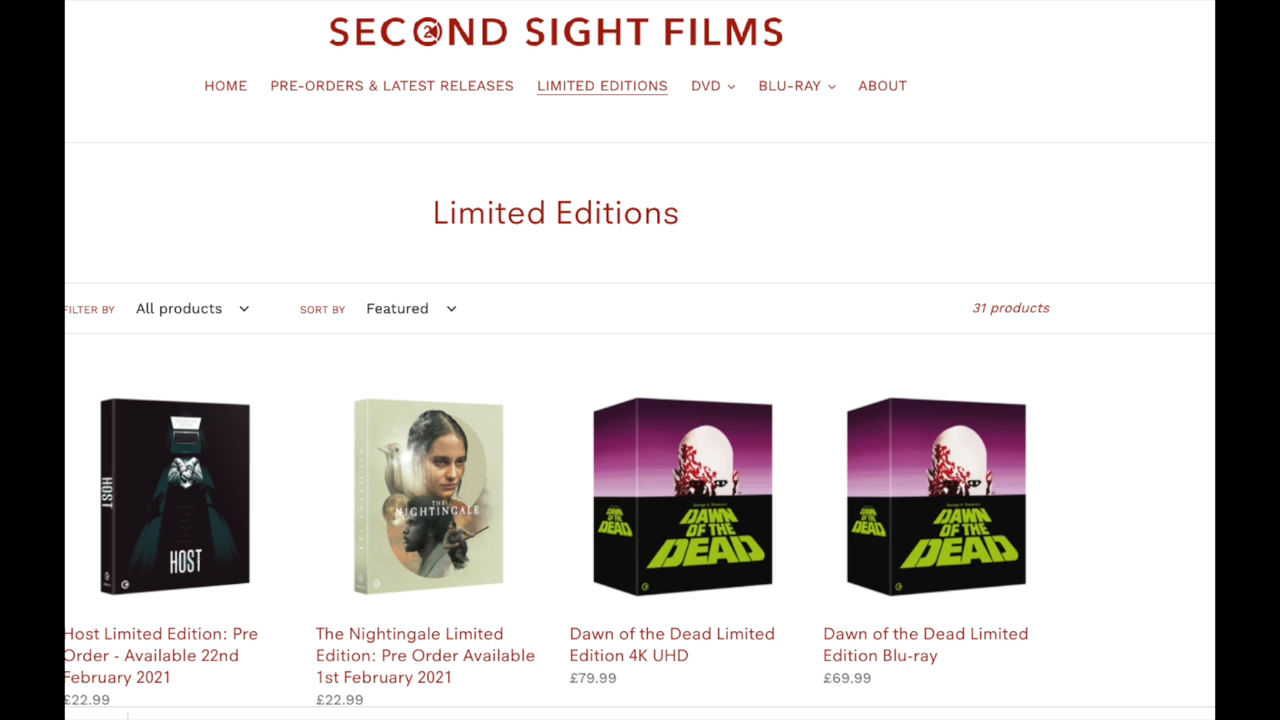 SECOND SIGHT FILMS
HOME PRE-ORDERS & LATEST RELEASES LIMITED EDITIONS DVD BLU-RAY ABOUT
Limited Editions
FILTER BY All products SORT BY Featured 31 products
HOST
HOST
THE
NIGHTINGALE
DAWN
OF THE
DEAD
DAWN
OF THE
DEAD
DAWN
OF THE
DEAD
DAWN
OF THE
DEAD
Host Limited Edition: Pre
Order - Available 22nd
February 2021
£22.99
The Nightingale Limited
Edition: Pre Order Available
1st February 2021
£22.99
Dawn of the Dead Limited
Edition 4K UHD
£79.99
Dawn of the Dead Limited
Edition Blu-ray
£69.99